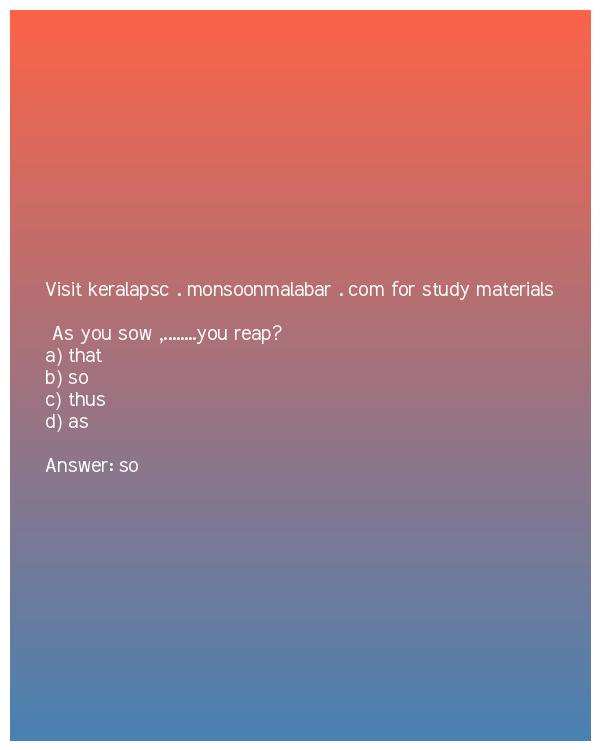 Visit keralapsc . monsoonmalabar . com for study materials
As you sow ,........you reap?
a) that
b) so
c) thus
d) as
Answer: so